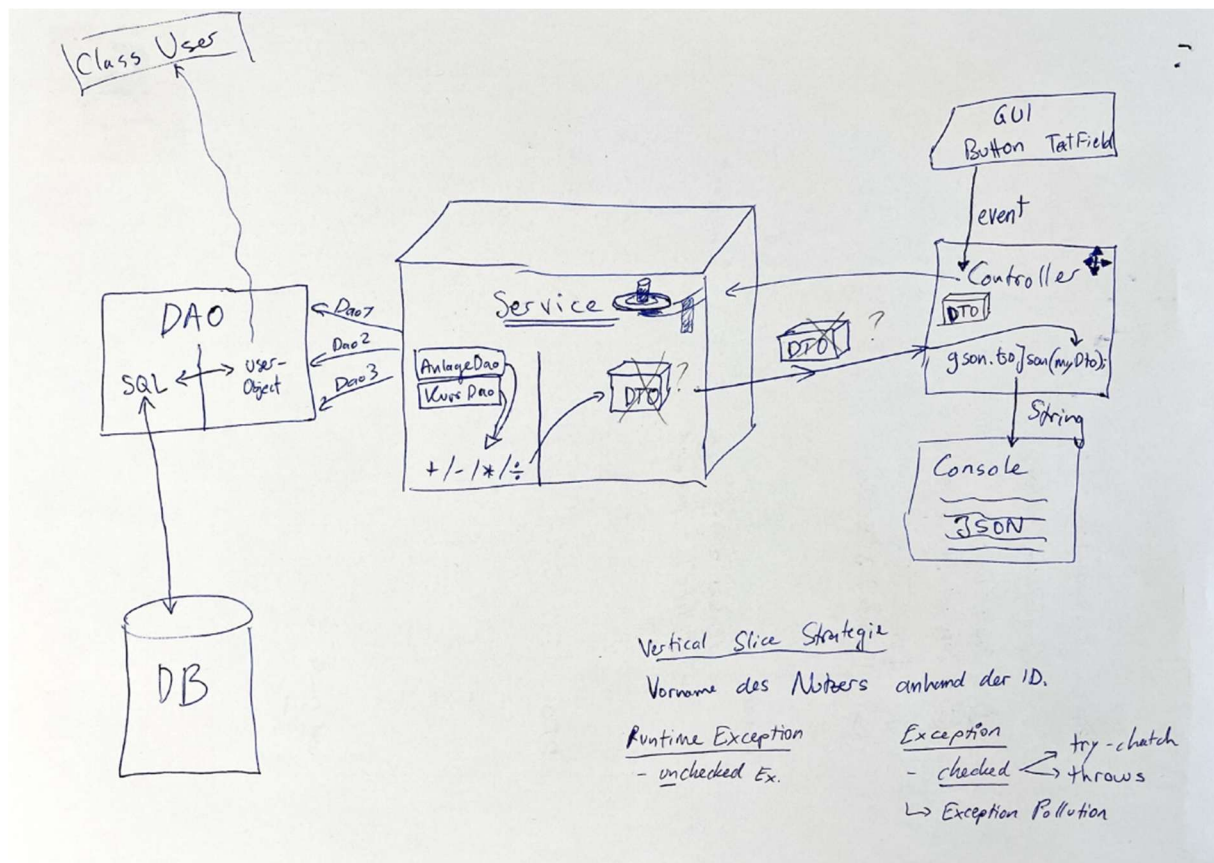 Class User
GUI
Button TextField
event
Controller
DTO
gson.toJson(myDto);
String
Console
JSON
Service
AnlageDao
KursDao
+/-/*/÷
DTO ?
DTO ?
Dao1
Dao2
Dao3
DAO
SQL
User-
Object
DB
Vertical Slice Strategie
Vorname des Nutzers anhand der ID.
Runtime Exception
- unchecked Ex.
Exception
- checked
try-chatch
throws
↳ Exception Pollution